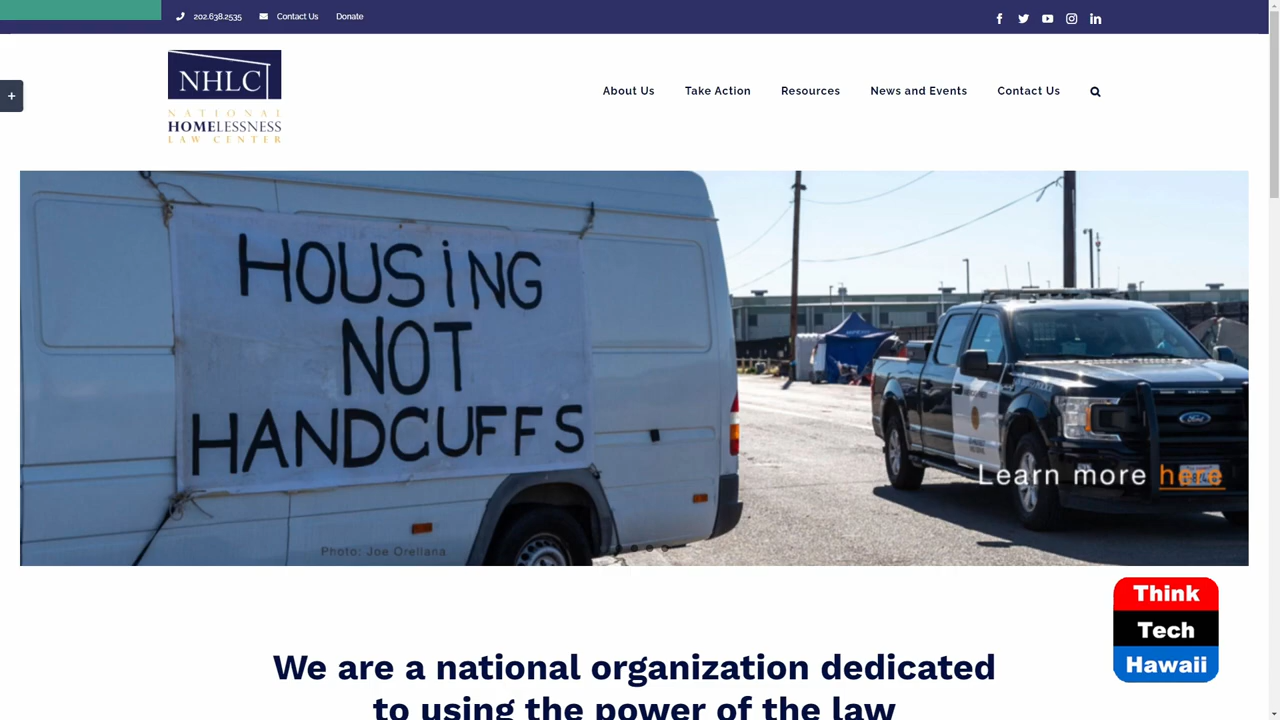 202.638.2535 Contact Us Donate
NHLC
NATIONAL
HOMELESSNESS
LAW CENTER
About Us Take Action Resources News and Events Contact Us
HOUSING
NOT
HANDCUFFS
Learn more here
Photo: Joe Orellana
Think
Tech
Hawaii
We are a national organization dedicated
to using the power of the law